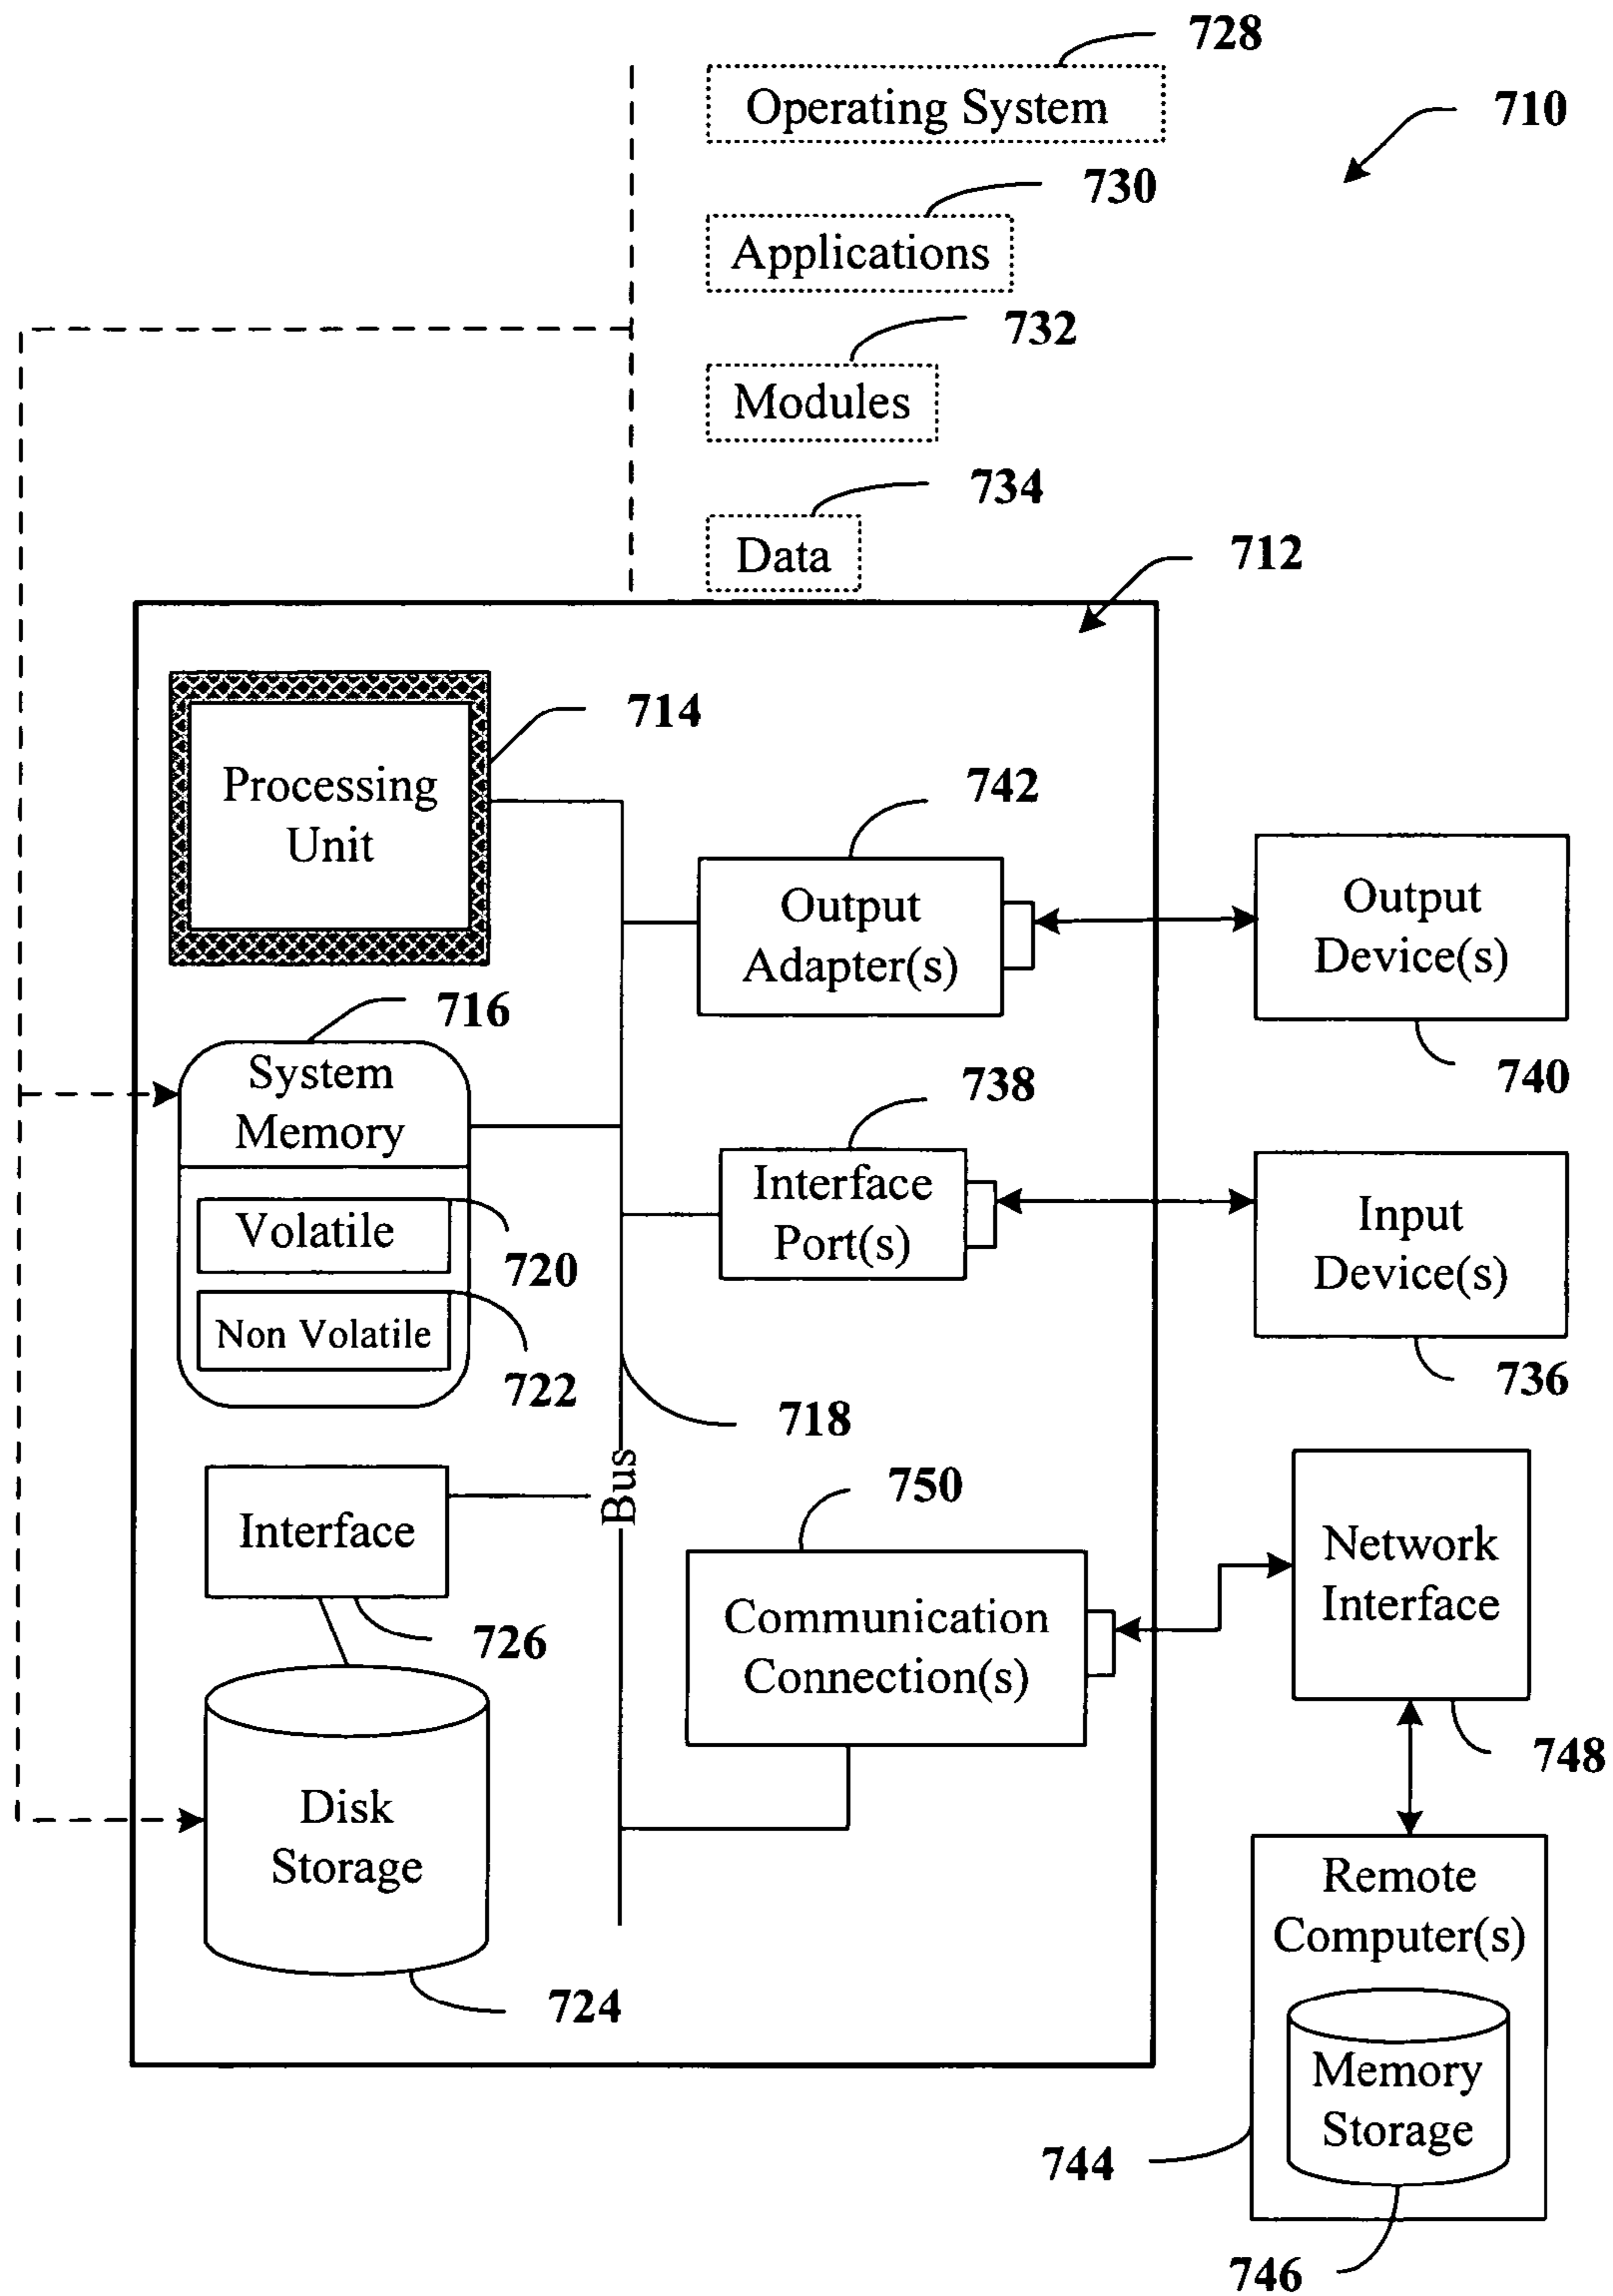 728
Operating System
710
730
Applications
732
Modules
734
Data
712
714
Processing
Unit
742
Output
Adapter(s)
Output
Device(s)
740
716
System
Memory
738
Interface
Port(s)
Input
Device(s)
736
Volatile
720
Non Volatile
722
718
Bus
750
Interface
726
Communication
Connection(s)
Network
Interface
748
Disk
Storage
724
Remote
Computer(s)
Memory
Storage
744
746